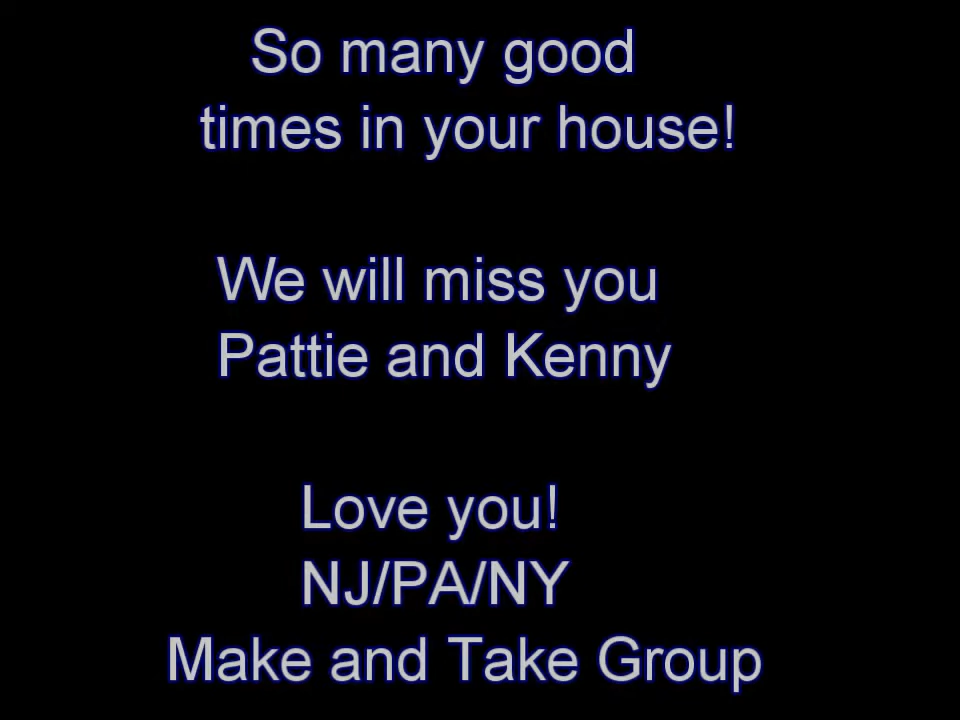 So many good
times in your house!
We will miss you
Pattie and Kenny
Love you!
NJ/PA/NY
Make and Take Group